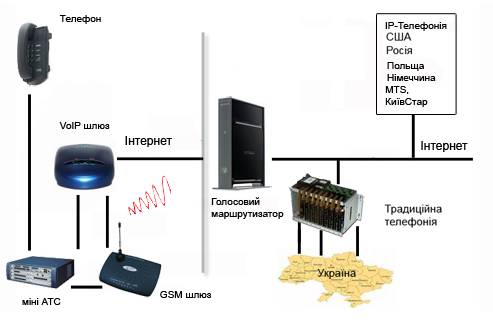 Телефон
VoIP шлюз
Інтернет
міні АТС
GSM шлюз
Голосовий
маршрутизатор
IP-Телефонія
США
Росія
Польща
Німеччина
MTS,
КиївСтар
Інтернет
Традиційна
телефонія
Україна